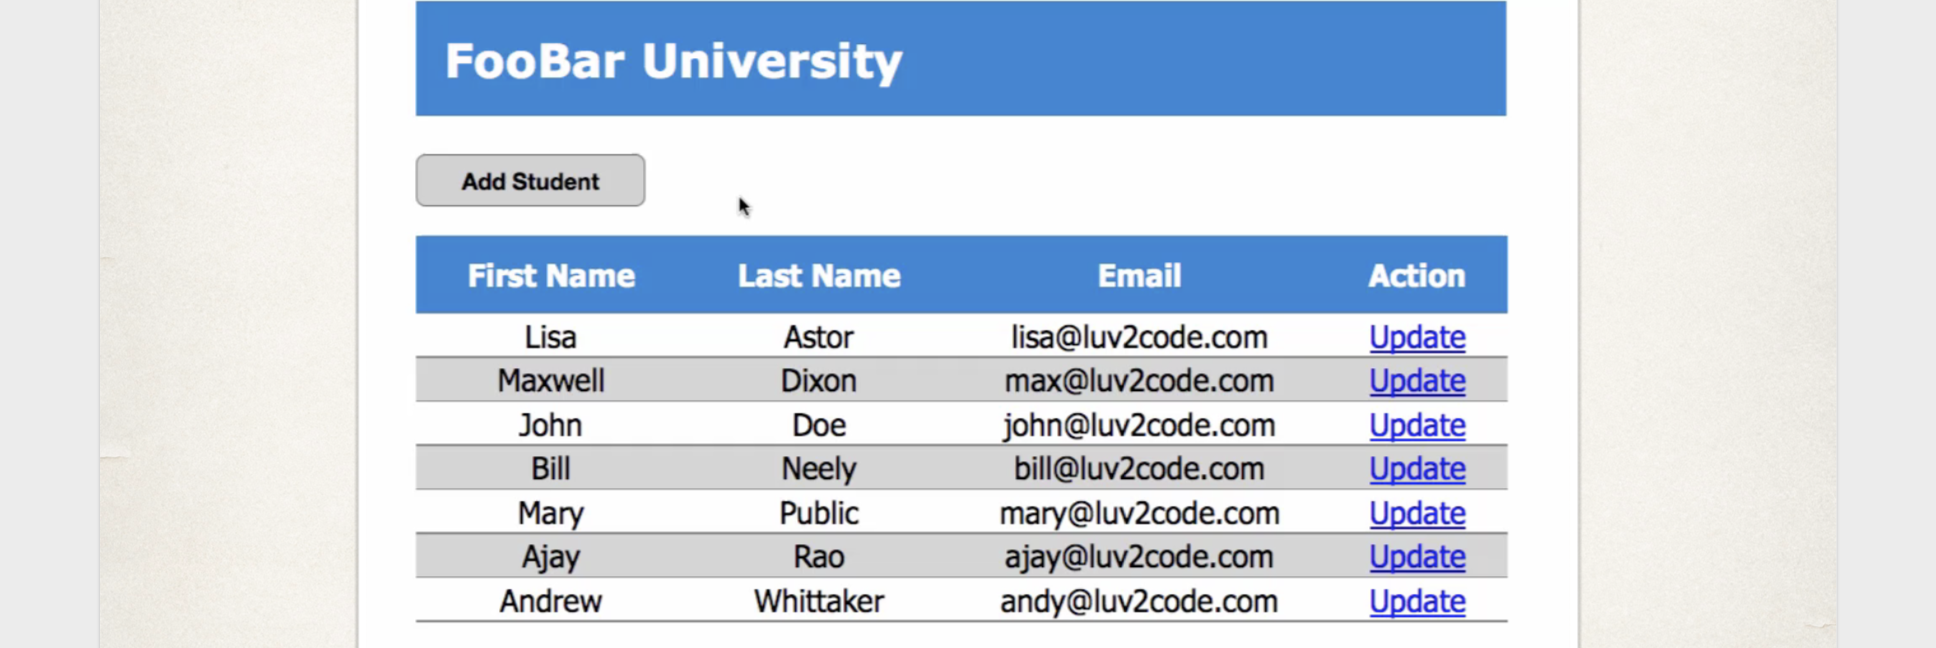 FooBar University
Add Student
First Name Last Name Email Action
Lisa Astor lisa@luv2code.com Update
Maxwell Dixon max@luv2code.com Update
John Doe john@luv2code.com Update
Bill Neely bill@luv2code.com Update
Mary Public mary@luv2code.com Update
Ajay Rao ajay@luv2code.com Update
Andrew Whittaker andy@luv2code.com Update